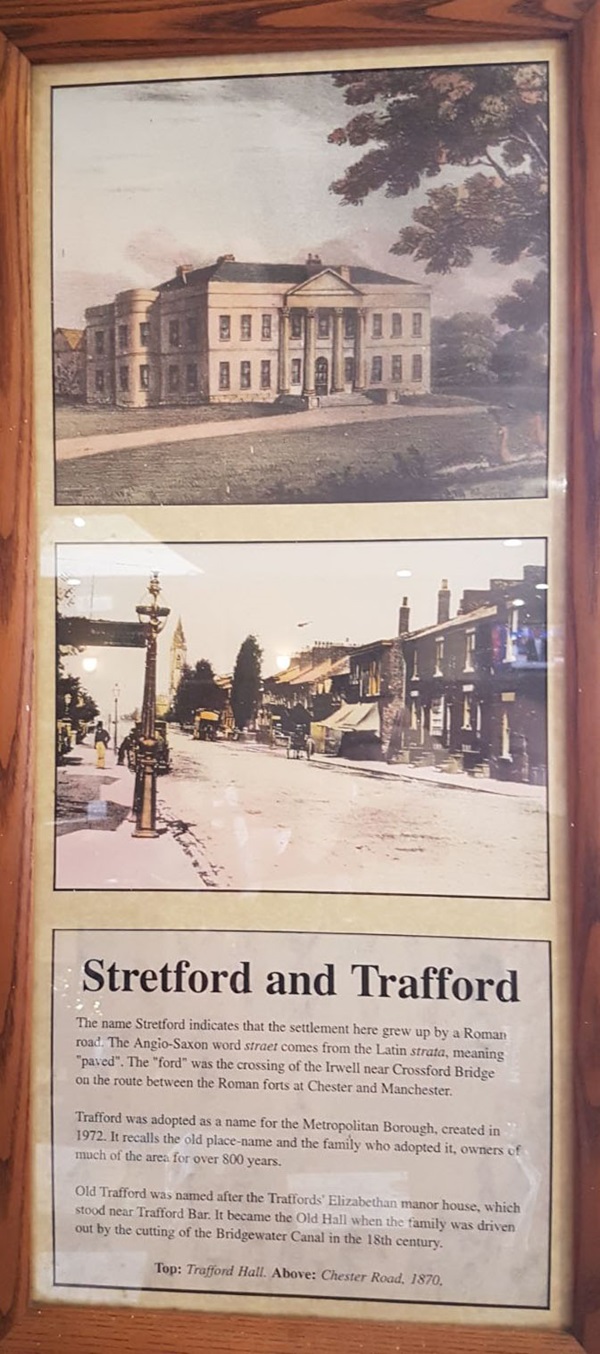 Stretford and Trafford
The name Stretford indicates that the settlement here grew up by a Roman
road. The Anglo-Saxon word straet comes from the Latin strata, meaning
"paved". The "ford" was the crossing of the Irwell near Crossford Bridge
on the route between the Roman forts at Chester and Manchester.
Trafford was adopted as a name for the Metropolitan Borough, created in
1972. It recalls the old place-name and the family who adopted it, owners of
much of the area for over 800 years.
Old Trafford was named after the Traffords' Elizabethan manor house, which
stood near Trafford Bar. It became the Old Hall when the family was driven
out by the cutting of the Bridgewater Canal in the 18th century.
Top: Trafford Hall. Above: Chester Road, 1870.